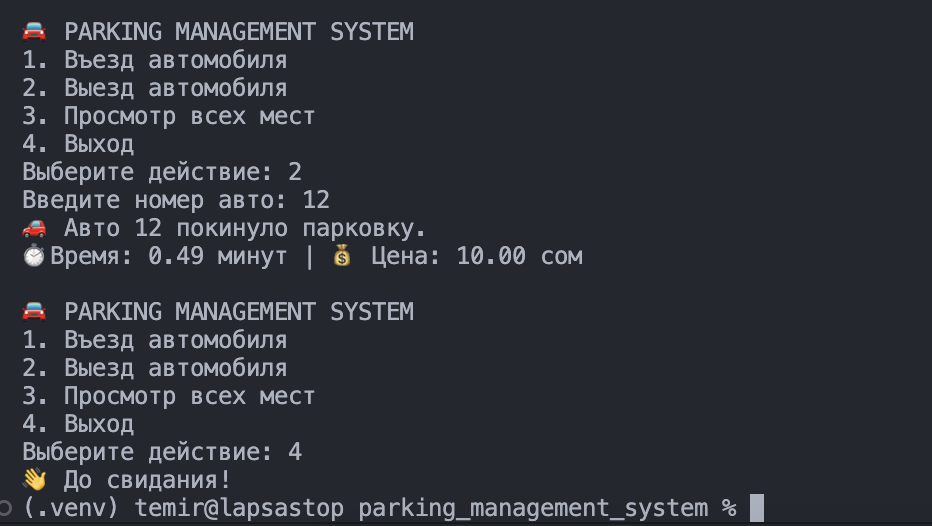 🚘 PARKING MANAGEMENT SYSTEM
1. Въезд автомобиля
2. Выезд автомобиля
3. Просмотр всех мест
4. Выход
Выберите действие: 2
Введите номер авто: 12
🚗 Авто 12 покинуло парковку.
⏱Время: 0.49 минут | 💰 Цена: 10.00 сом
🚘 PARKING MANAGEMENT SYSTEM
1. Въезд автомобиля
2. Выезд автомобиля
3. Просмотр всех мест
4. Выход
Выберите действие: 4
👋 До свидания!
(.venv) temir@lapsastop parking_management_system %